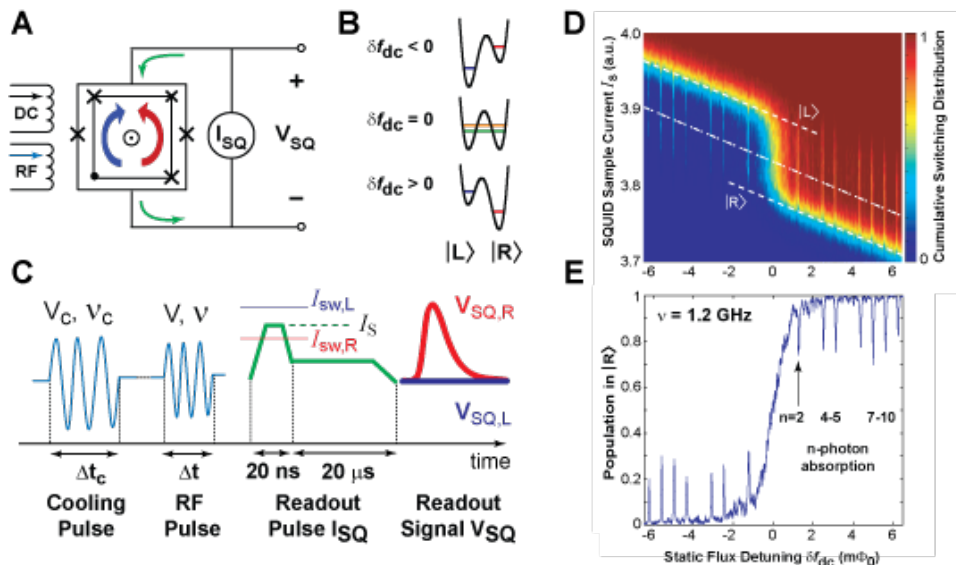 A
DC
RF
I_SQ
+
V_SQ
−
B
δf_dc < 0
δf_dc = 0
δf_dc > 0
|L⟩ |R⟩
C
V_C, ν_C
V, ν
I_sw,L
I_S
I_sw,R
V_SQ,R
V_SQ,L
time
Δt_c
Δt
20 ns
20 μs
Cooling Pulse
RF Pulse
Readout Pulse I_SQ
Readout Signal V_SQ
D
SQUID Sample Current I_s (a.u.)
4.0
3.9
3.8
3.7
|L⟩
|R⟩
-6 -4 -2 0 2 4 6
1
0
Cumulative Switching Distribution
E
Population in |R⟩
1
0.8
0.6
0.4
0.2
0
ν = 1.2 GHz
n=2 4-5 7-10
n-photon
absorption
-6 -4 -2 0 2 4 6
Static Flux Detuning δf_dc (mΦ₀)